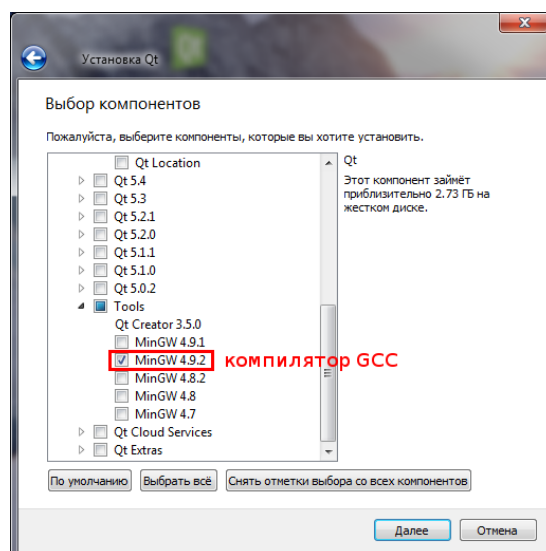 Установка Qt
Выбор компонентов
Пожалуйста, выберите компоненты, которые вы хотите установить.
Qt Location
Qt 5.4
Qt 5.3
Qt 5.2.1
Qt 5.2.0
Qt 5.1.1
Qt 5.1.0
Qt 5.0.2
Tools
Qt Creator 3.5.0
MinGW 4.9.1
MinGW 4.9.2 компилятор GCC
MinGW 4.8.2
MinGW 4.8
MinGW 4.7
Qt Cloud Services
Qt Extras
Qt
Этот компонент займёт
приблизительно 2.73 ГБ на
жестком диске.
По умолчанию Выбрать всё Снять отметки выбора со всех компонентов
Далее Отмена